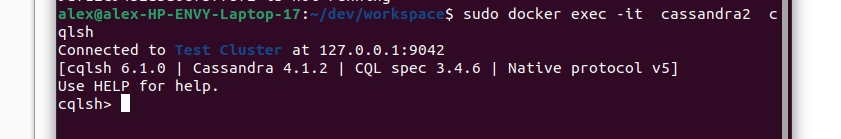 alex@alex-HP-ENVY-Laptop-17:~/dev/workspace$ sudo docker exec -it  cassandra2  c
qlsh
Connected to Test Cluster at 127.0.0.1:9042
[cqlsh 6.1.0 | Cassandra 4.1.2 | CQL spec 3.4.6 | Native protocol v5]
Use HELP for help.
cqlsh>